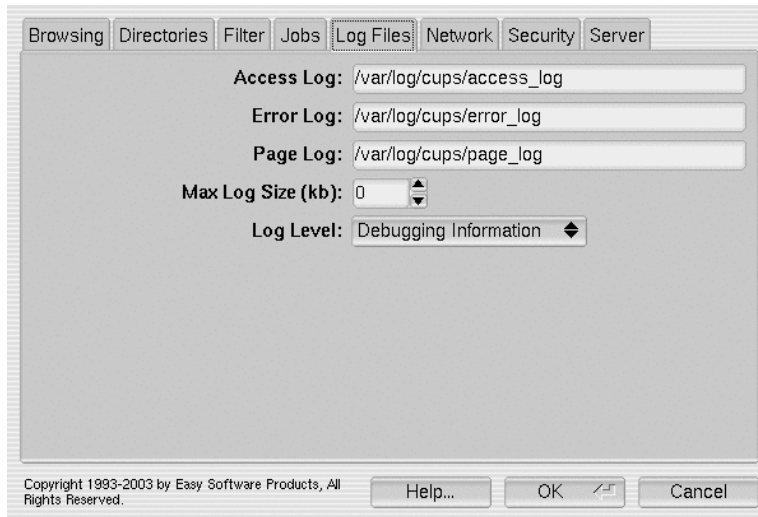 Browsing Directories Filter Jobs Log Files Network Security Server
Access Log: /var/log/cups/access_log
Error Log: /var/log/cups/error_log
Page Log: /var/log/cups/page_log
Max Log Size (kb): 0
Log Level: Debugging Information
Copyright 1993-2003 by Easy Software Products, All
Rights Reserved.
Help... OK Cancel